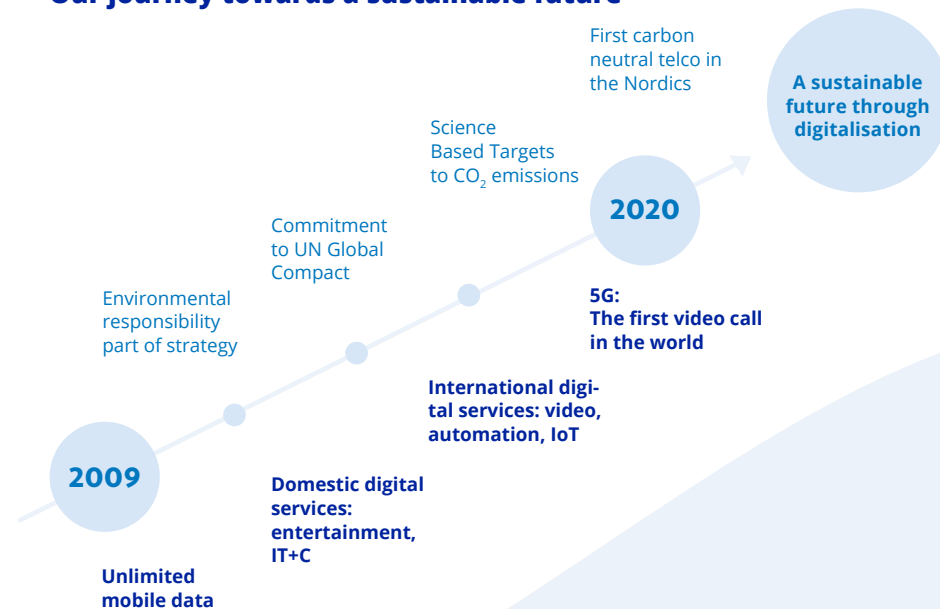 Our journey towards a sustainable future
First carbon
neutral telco in
the Nordics
A sustainable
future through
digitalisation
Science
Based Targets
to CO₂ emissions
2020
Commitment
to UN Global
Compact
5G:
The first video call
in the world
Environmental
responsibility
part of strategy
International digi-
tal services: video,
automation, IoT
2009
Domestic digital
services:
entertainment,
IT+C
Unlimited
mobile data